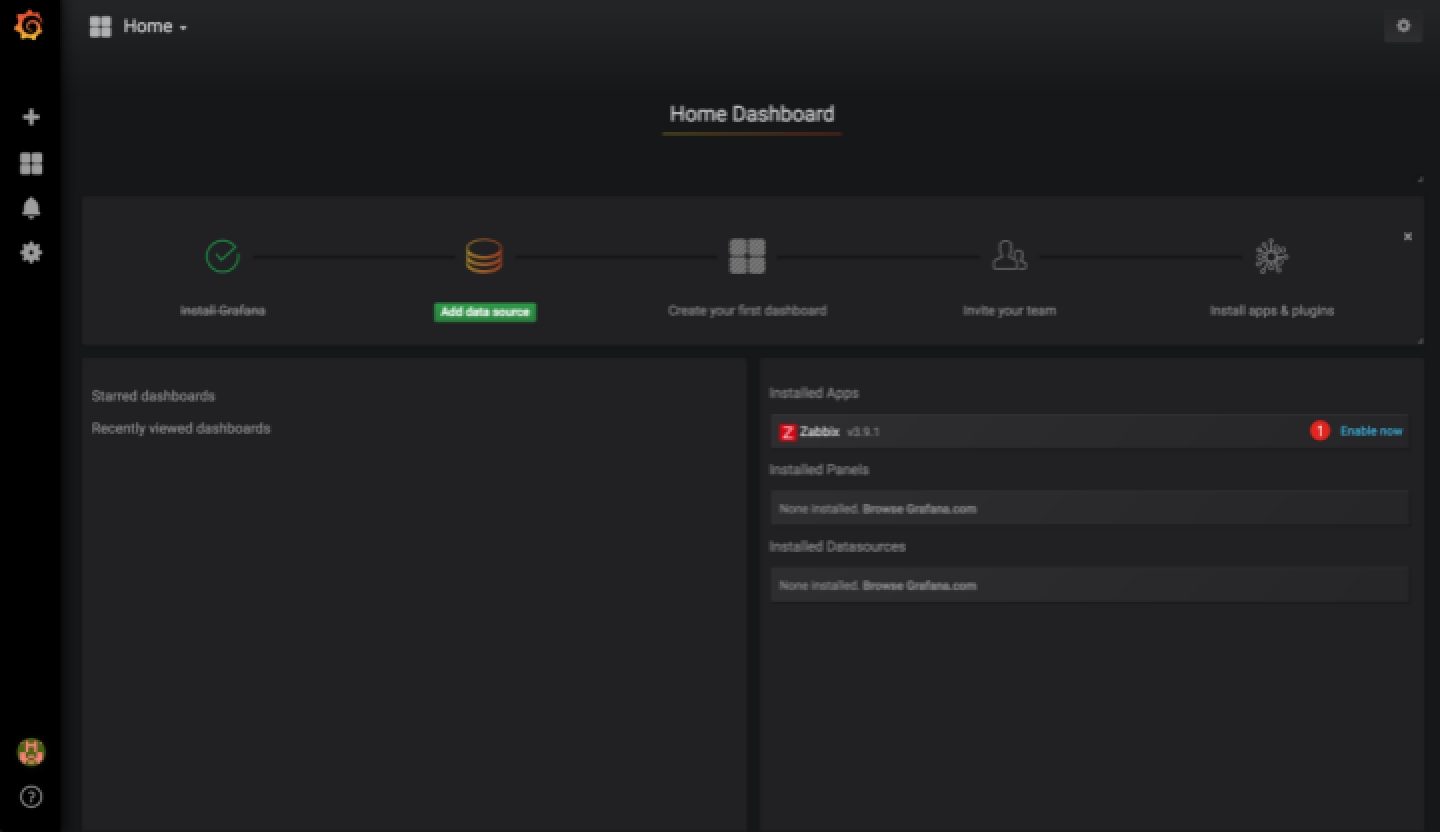 Home
Home Dashboard
Install Grafana
Add data source
Create your first dashboard
Invite your team
Install apps & plugins
Starred dashboards
Recently viewed dashboards
Installed Apps
Z Zabbix v3.9.1 1 Enable now
Installed Panels
None installed. Browse Grafana.com
Installed Datasources
None installed. Browse Grafana.com
?